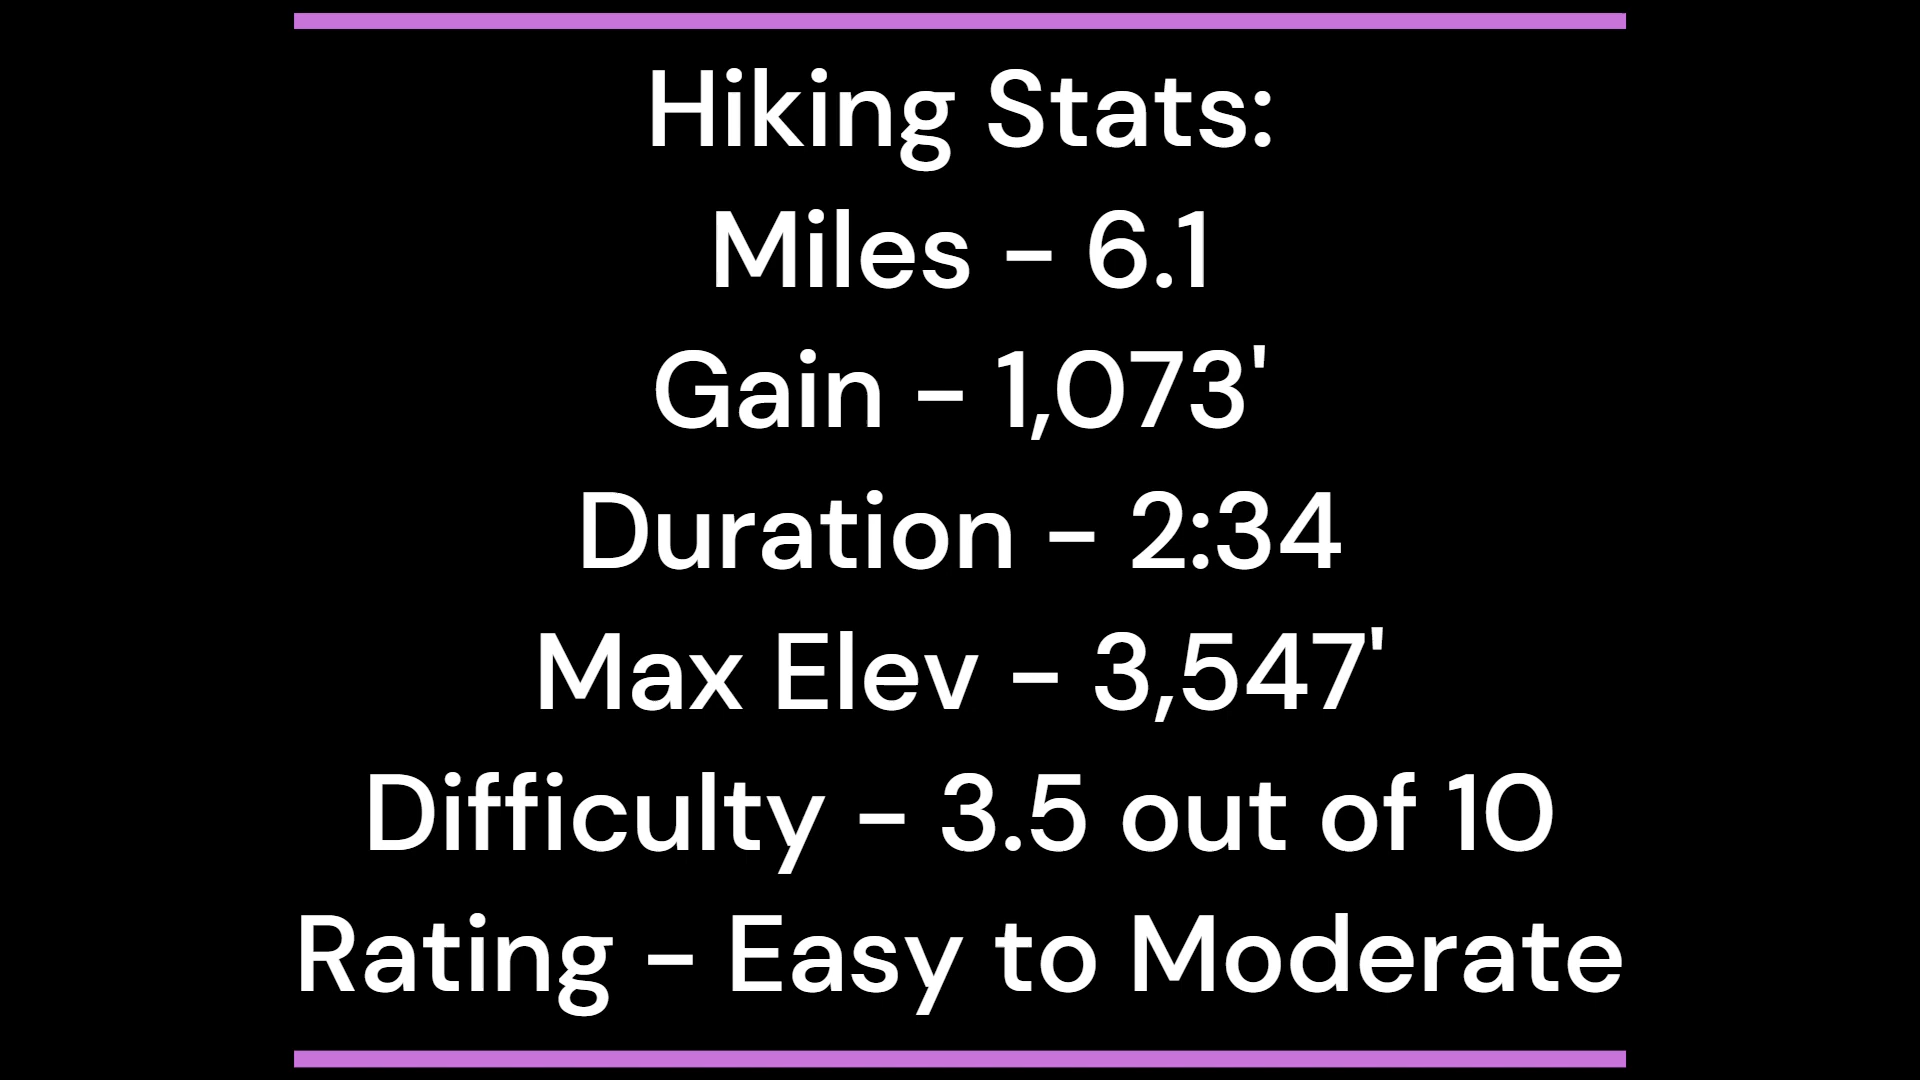 Hiking Stats:
Miles - 6.1
Gain - 1,073'
Duration - 2:34
Max Elev - 3,547'
Difficulty - 3.5 out of 10
Rating - Easy to Moderate